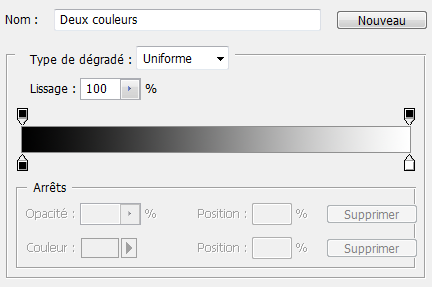 Nom : Deux couleurs Nouveau
Type de dégradé : Uniforme
Lissage : 100 %
Arrêts
Opacité : % Position : Supprimer
Couleur : Position : Supprimer